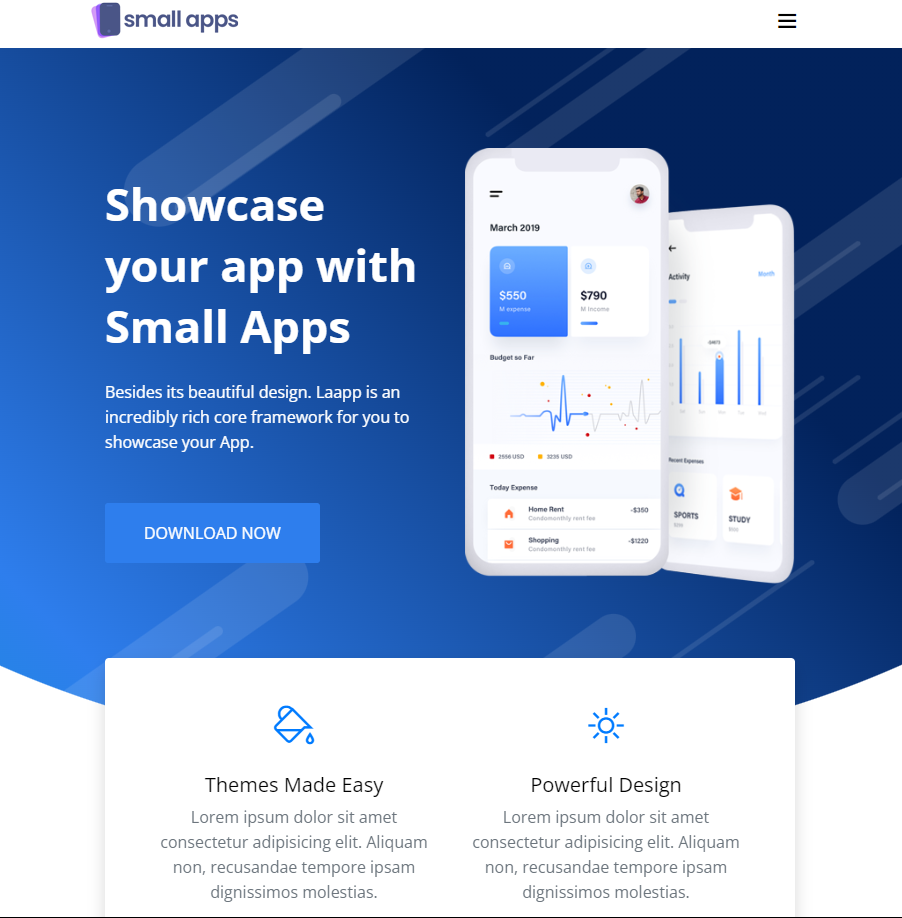 small apps
Showcase
your app with
Small Apps
Besides its beautiful design. Laapp is an
incredibly rich core framework for you to
showcase your App.
DOWNLOAD NOW
March 2019
$550
M expense
$790
M Income
Budget so Far
2556 USD
3235 USD
Today Expense
Home Rent
-$350
Condomonthly rent fee
Shopping
-$1220
Condomonthly rent fee
Activity
Month
Recent Expenses
SPORTS
STUDY
Themes Made Easy
Lorem ipsum dolor sit amet
consectetur adipisicing elit. Aliquam
non, recusandae tempore ipsam
dignissimos molestias.
Powerful Design
Lorem ipsum dolor sit amet
consectetur adipisicing elit. Aliquam
non, recusandae tempore ipsam
dignissimos molestias.